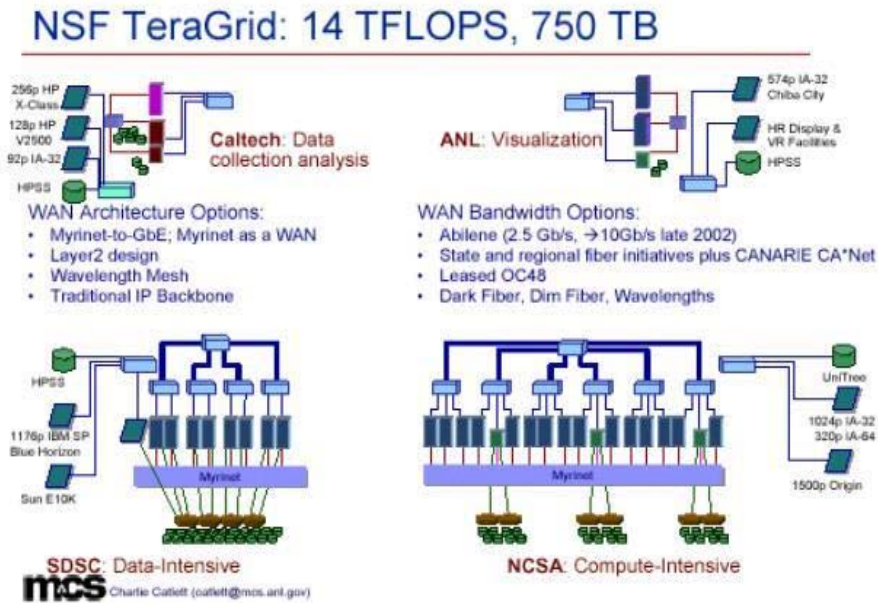 NSF TeraGrid: 14 TFLOPS, 750 TB
256p HP
X-Class
128p HP
V2500
92p IA-32
HPSS
Caltech: Data
collection analysis
ANL: Visualization
574p IA-32
Chiba City
HR Display &
VR Facilities
HPSS
WAN Architecture Options:
• Myrinet-to-GbE; Myrinet as a WAN
• Layer2 design
• Wavelength Mesh
• Traditional IP Backbone
WAN Bandwidth Options:
• Abilene (2.5 Gb/s, →10Gb/s late 2002)
• State and regional fiber initiatives plus CANARIE CA*Net
• Leased OC48
• Dark Fiber, Dim Fiber, Wavelengths
HPSS
1176p IBM SP
Blue Horizon
Sun E10K
Myrinet
SDSC: Data-Intensive
UniTree
1024p IA-32
320p IA-64
1500p Origin
Myrinet
NCSA: Compute-Intensive
mcs Charlie Catlett (catlett@mcs.anl.gov)